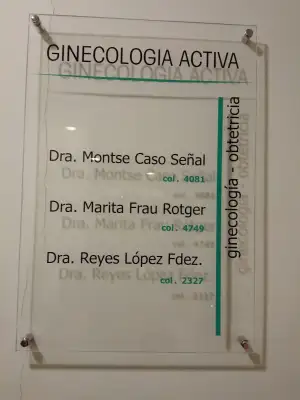 GINECOLOGIA ACTIVA
Dra. Montse Caso Señal
col. 4081
Dra. Marita Frau Rotger
col. 4749
Dra. Reyes López Fdez.
col. 2327
ginecología - obtetricia